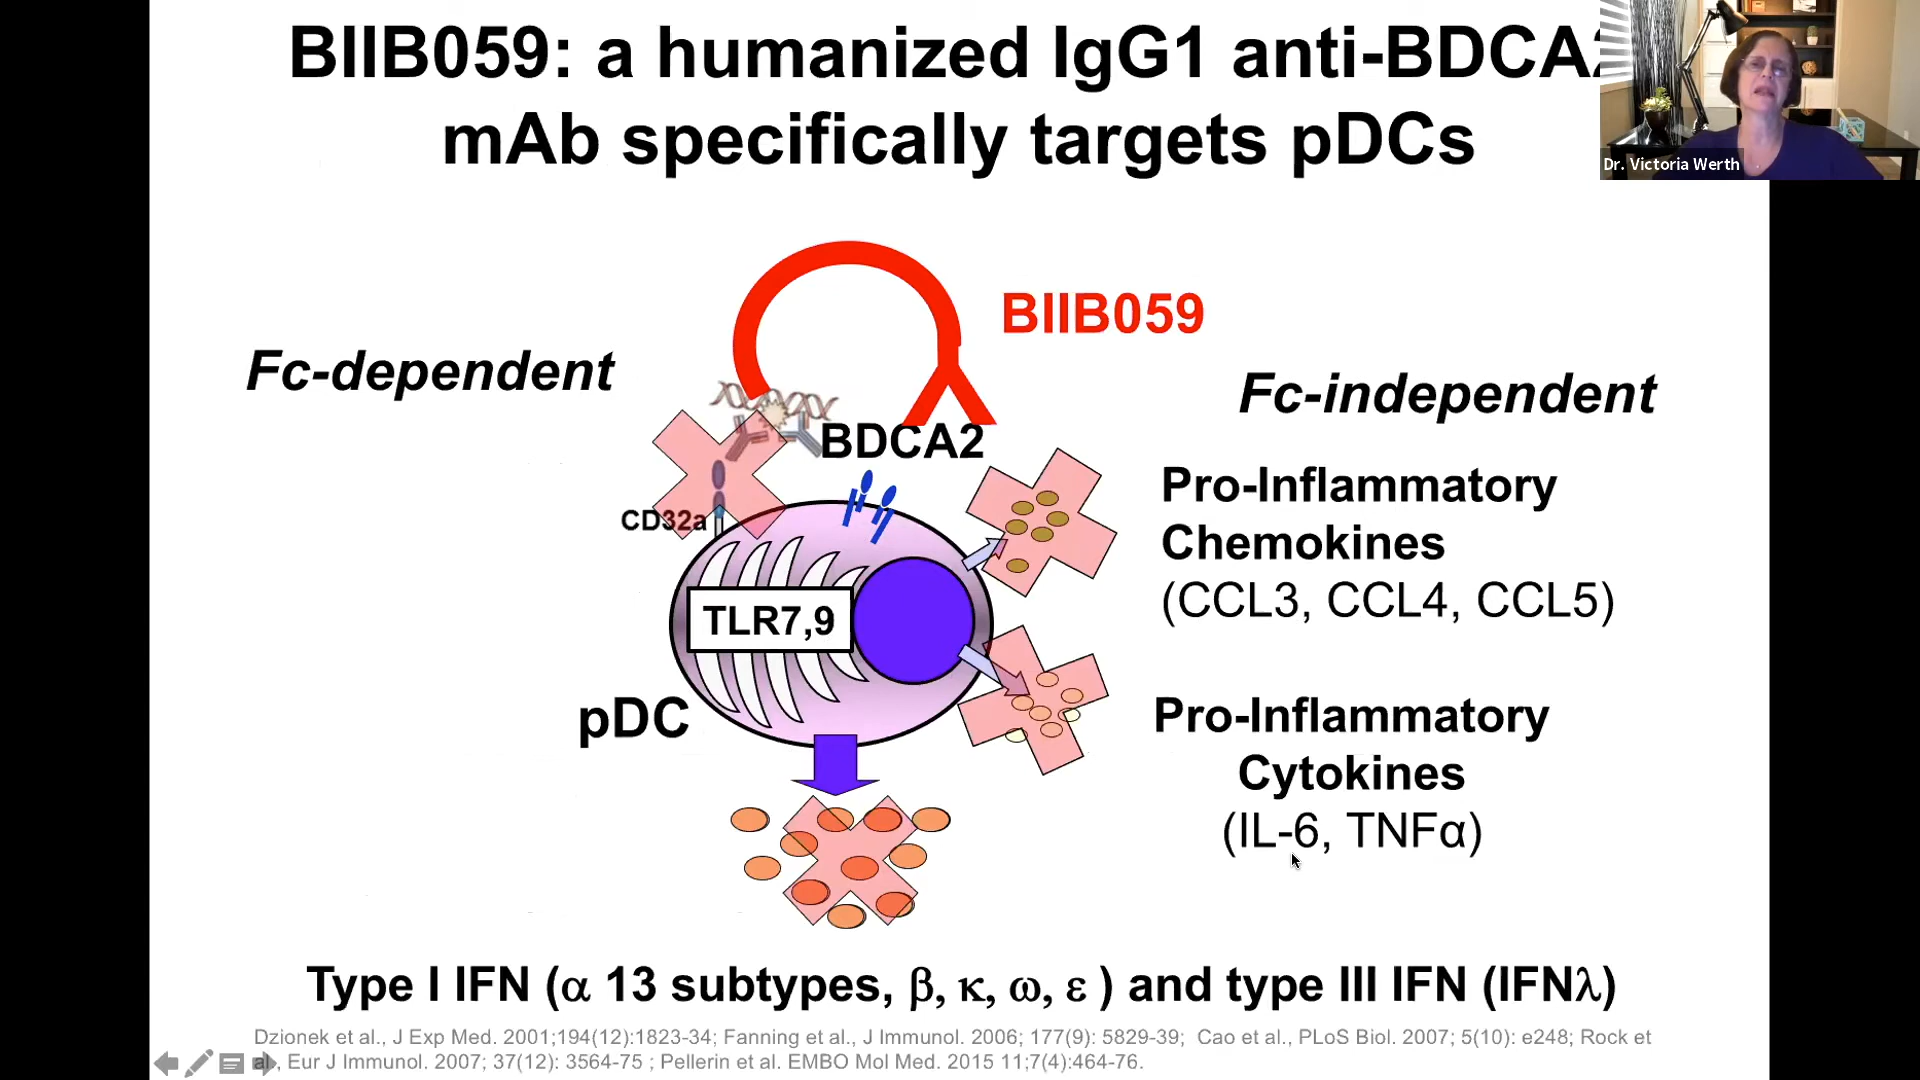 BIIB059: a humanized IgG1 anti-BDCA2
mAb specifically targets pDCs
Dr. Victoria Werth
BIIB059
Fc-dependent
Fc-independent
BDCA2
CD32a
Pro-Inflammatory
Chemokines
(CCL3, CCL4, CCL5)
TLR7,9
pDC
Pro-Inflammatory
Cytokines
(IL-6, TNFα)
Type I IFN (α 13 subtypes, β, κ, ω, ε ) and type III IFN (IFNλ)
Dzionek et al., J Exp Med. 2001;194(12):1823-34; Fanning et al., J Immunol. 2006; 177(9): 5829-39; Cao et al., PLoS Biol. 2007; 5(10): e248; Rock et
al., Eur J Immunol. 2007; 37(12): 3564-75 ; Pellerin et al. EMBO Mol Med. 2015 11;7(4):464-76.